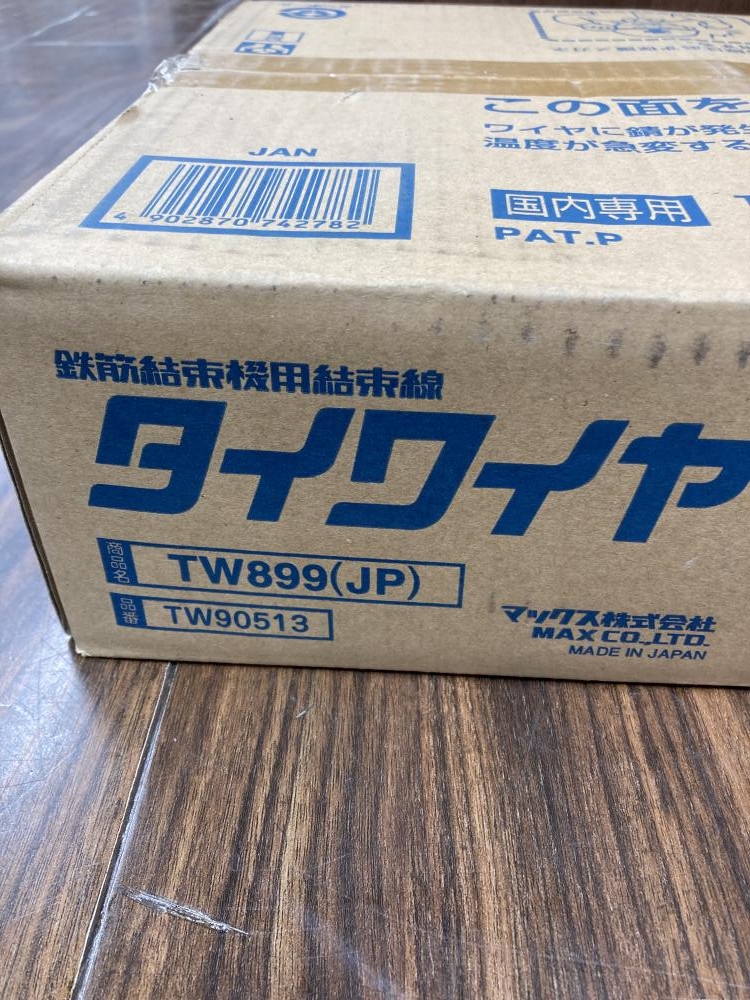 この面を
ワイヤに錆が発生
温度が急変する
JAN
4 902870 742782
国内専用
PAT.P
鉄筋結束機用結束線
タイワイヤ
商品名 TW899(JP)
品番 TW90513
マックス株式会社
MAX CO.,LTD.
MADE IN JAPAN